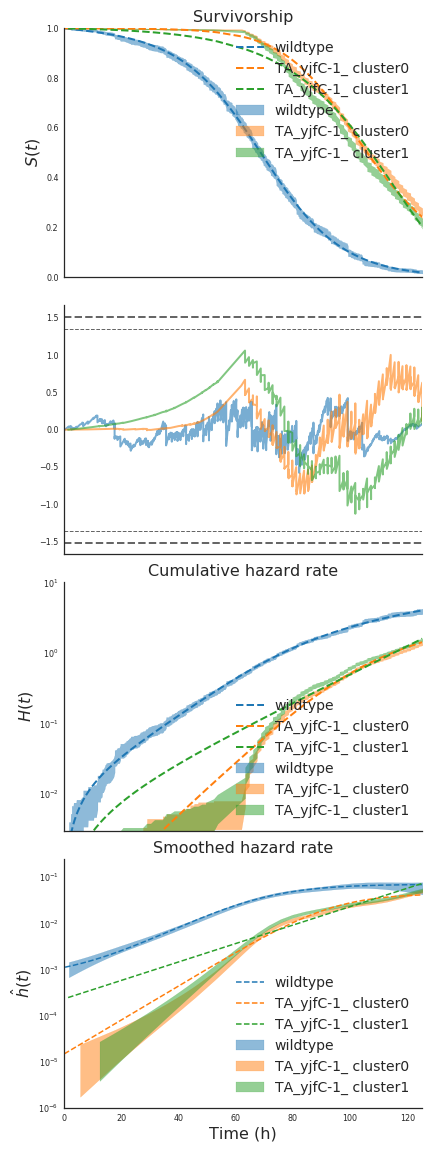 Survivorship
1.0
0.8
0.6
0.4
0.2
0.0
S(t)
wildtype
TA_yjfC-1_ cluster0
TA_yjfC-1_ cluster1
wildtype
TA_yjfC-1_ cluster0
TA_yjfC-1_ cluster1
1.5
1.0
0.5
0.0
−0.5
−1.0
−1.5
Cumulative hazard rate
10¹
10⁰
10⁻¹
10⁻²
H(t)
wildtype
TA_yjfC-1_ cluster0
TA_yjfC-1_ cluster1
wildtype
TA_yjfC-1_ cluster0
TA_yjfC-1_ cluster1
Smoothed hazard rate
10⁻¹
10⁻²
10⁻³
10⁻⁴
10⁻⁵
10⁻⁶
ĥ(t)
wildtype
TA_yjfC-1_ cluster0
TA_yjfC-1_ cluster1
wildtype
TA_yjfC-1_ cluster0
TA_yjfC-1_ cluster1
0 20 40 60 80 100 120
Time (h)